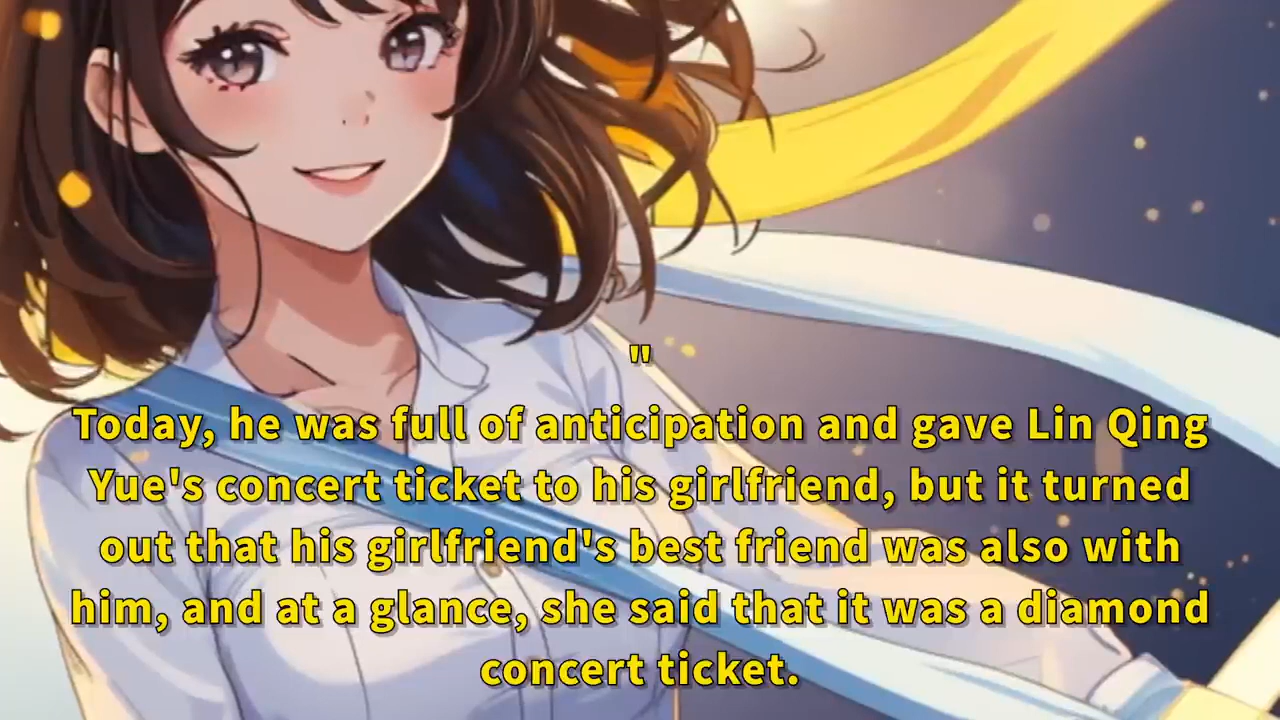 "
Today, he was full of anticipation and gave Lin Qing
Yue's concert ticket to his girlfriend, but it turned
out that his girlfriend's best friend was also with
him, and at a glance, she said that it was a diamond
concert ticket.